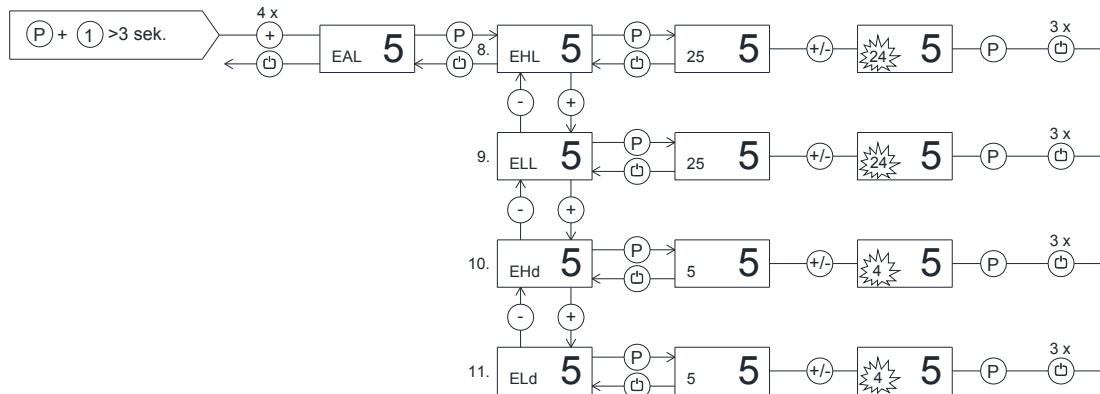 4 x
3 x
P + 1 >3 sek.
+
EAL 5
P
8.
EHL 5
P
25 5
+/-
24 5
P
- +
3 x
9.
ELL 5
P
25 5
+/-
24 5
P
- +
3 x
10.
EHd 5
P
5 5
+/-
4 5
P
- +
3 x
11.
ELd 5
P
5 5
+/-
4 5
P